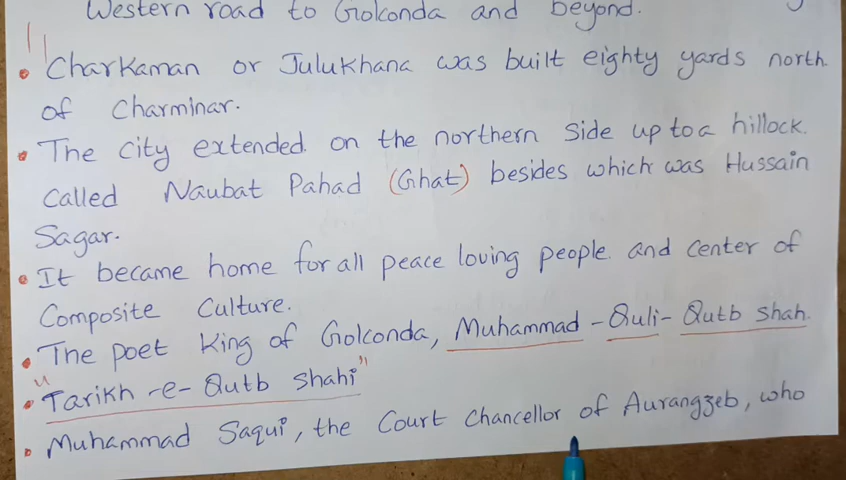 Western road to Golconda and beyond.
• Charkaman or Julukhana was built eighty yards north
of Charminar.
• The city extended on the northern side up to a hillock.
called Naubat Pahad (Ghat) besides which was Hussain
Sagar.
• It became home for all peace loving people and center of
Composite Culture.
• The poet King of Golconda, Muhammad - Quli - Qutb Shah.
• "Tarikh-e-Qutb shahi"
• Muhammad Saqui, the Court Chancellor of Aurangzeb, who